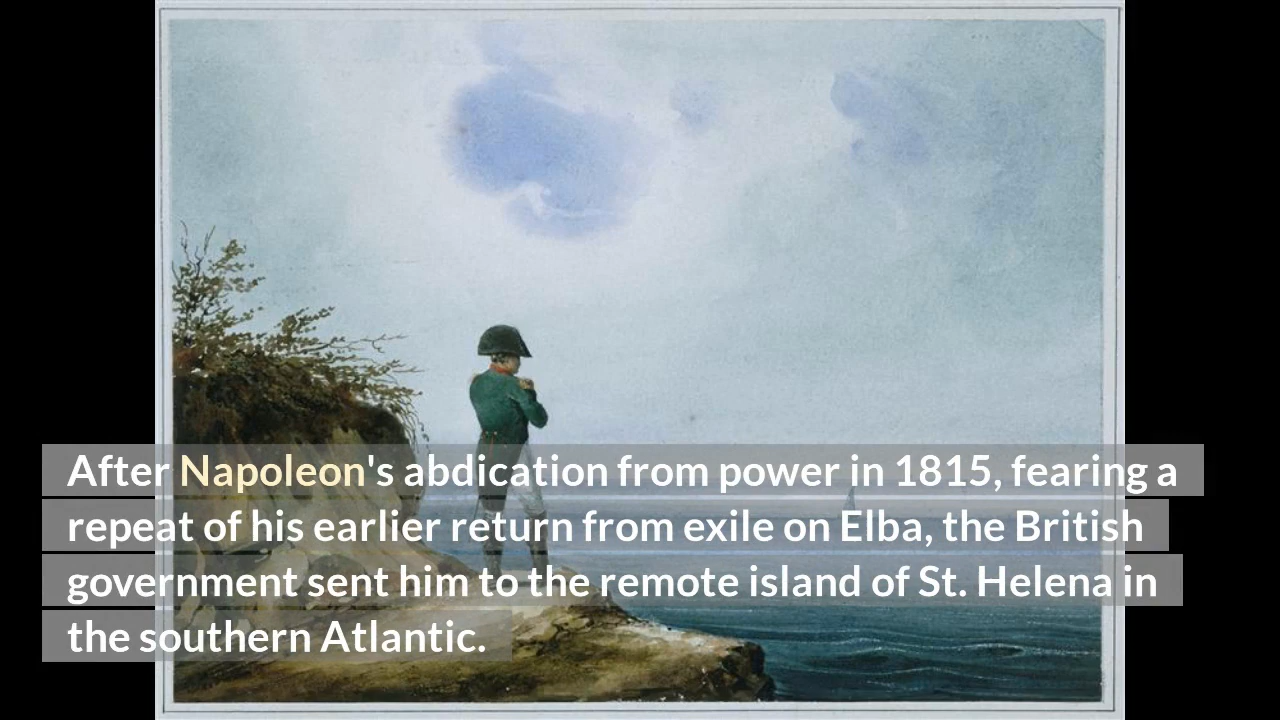 After Napoleon's abdication from power in 1815, fearing a
repeat of his earlier return from exile on Elba, the British
government sent him to the remote island of St. Helena in
the southern Atlantic.